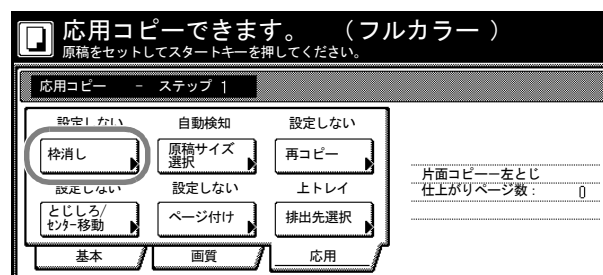 応用コピーできます。 （フルカラー ）
原稿をセットしてスタートキーを押してください。
応用コピー － ステップ 1
設定しない 自動検知 設定しない
枠消し 原稿サイズ選択 再コピー
片面コピーー左とじ
設定しない 設定しない 上トレイ
仕上がりページ数： 0
とじしろ/センター移動 ページ付け 排出先選択
基本 画質 応用